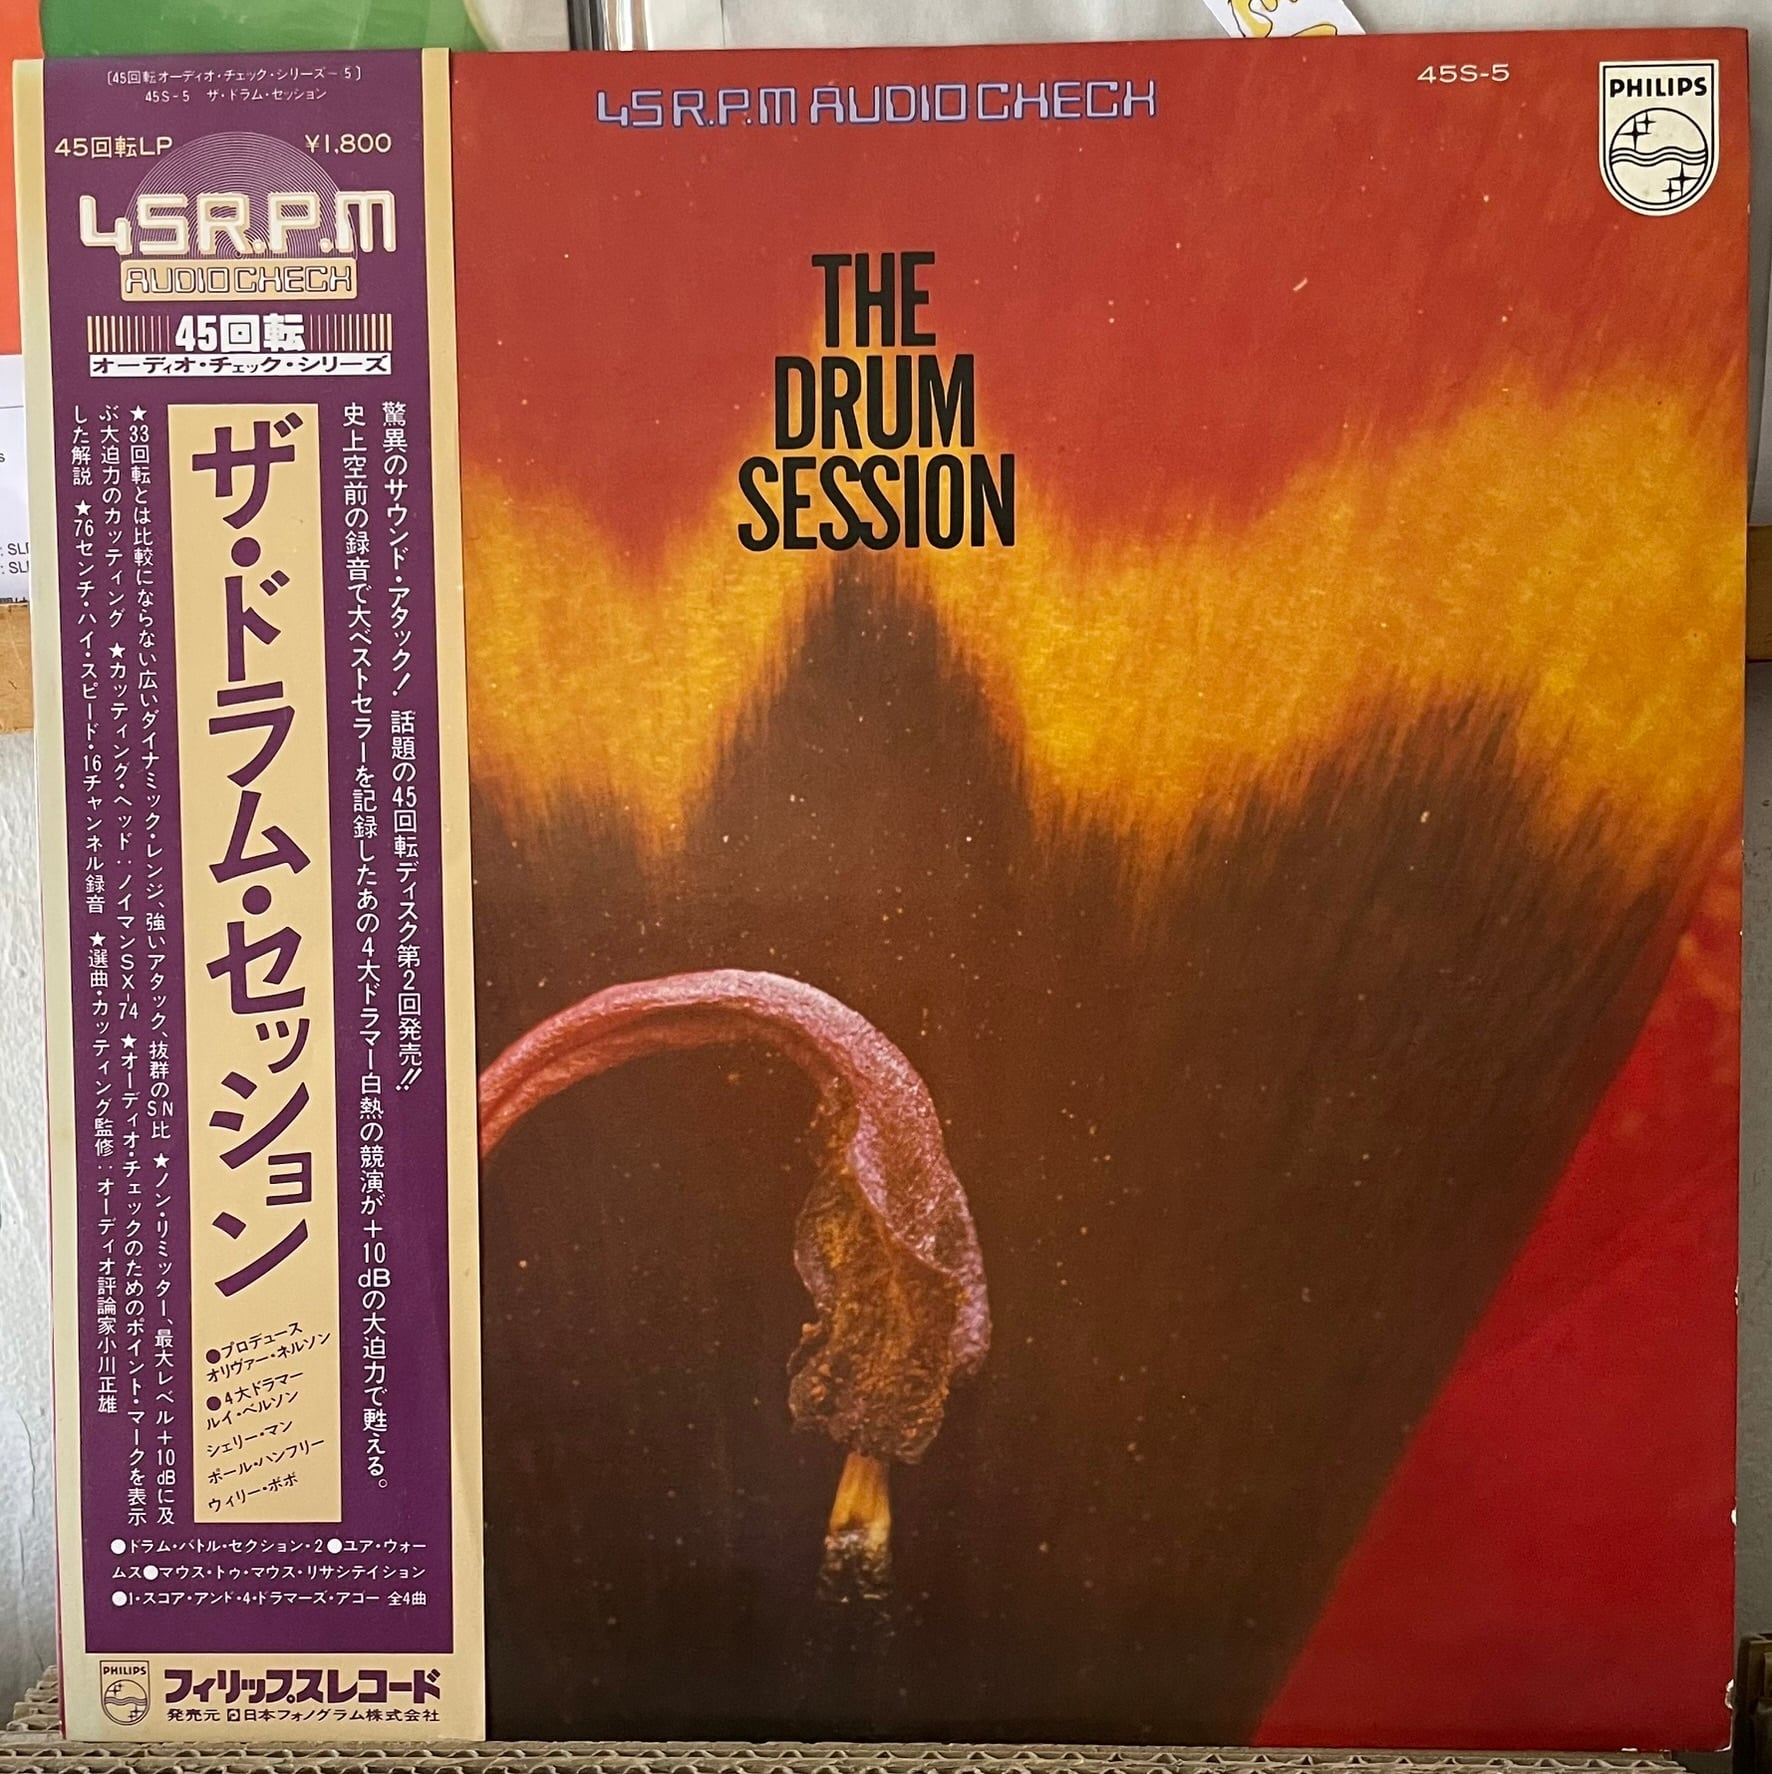 〔45回転オーディオ・チェック・シリーズ－⑤〕
45S-5 ザ・ドラム・セッション
45回転LP ¥1,800
45R.P.M
AUDIO CHECK
45回転
オーディオ・チェック・シリーズ
驚異のサウンド・アタック！ 話題の45回転ディスク第2回発売!!
史上空前の録音で大ベストセラーを記録したあの4大ドラマー白熱の競演が＋10dBの大迫力で甦える。
ザ・ドラム・セッション
●プロデュース
オリヴァー・ネルソン
●4大ドラマー
ルイ・ベルソン
シェリー・マン
ポール・ハンフリー
ウィリー・ボボ
★33回転とは比較にならない広いダイナミック・レンジ、強いアタック、抜群のSN比 ★ノン・リミッター、最大レベル＋10dBに及
ぶ大迫力のカッティング ★カッティング・ヘッド：ノイマンSX-74 ★オーディオ・チェックのためのポイント・マークを表示
した解説 ★76センチ・ハイ・スピード・16チャンネル録音 ★選曲・カッティング監修：オーディオ評論家小川正雄
●ドラム・バトル・セクション・2●ユア・ウォー
ムス●マウス・トゥ・マウス・リサシテイション
●1・スコア・アンド・4・ドラマーズ・アゴー 全4曲
PHILIPS
フィリップスレコード
発売元 日本フォノグラム株式会社
45R.P.M AUDIO CHECK
45S-5
PHILIPS
THE
DRUM
SESSION